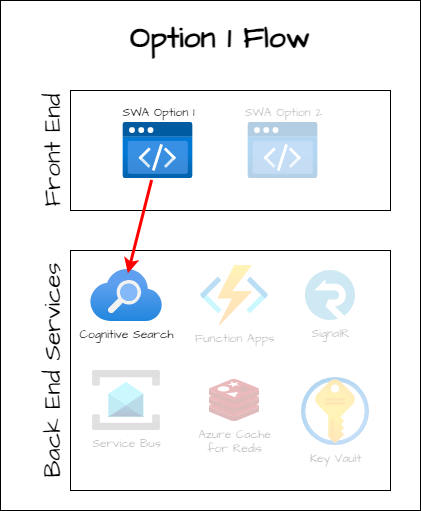 Option 1 Flow
Front End
SWA Option 1
SWA Option 2
</>
</>
Back End Services
Cognitive Search
Function Apps
SignalR
Service Bus
Azure Cache
for Redis
Key Vault